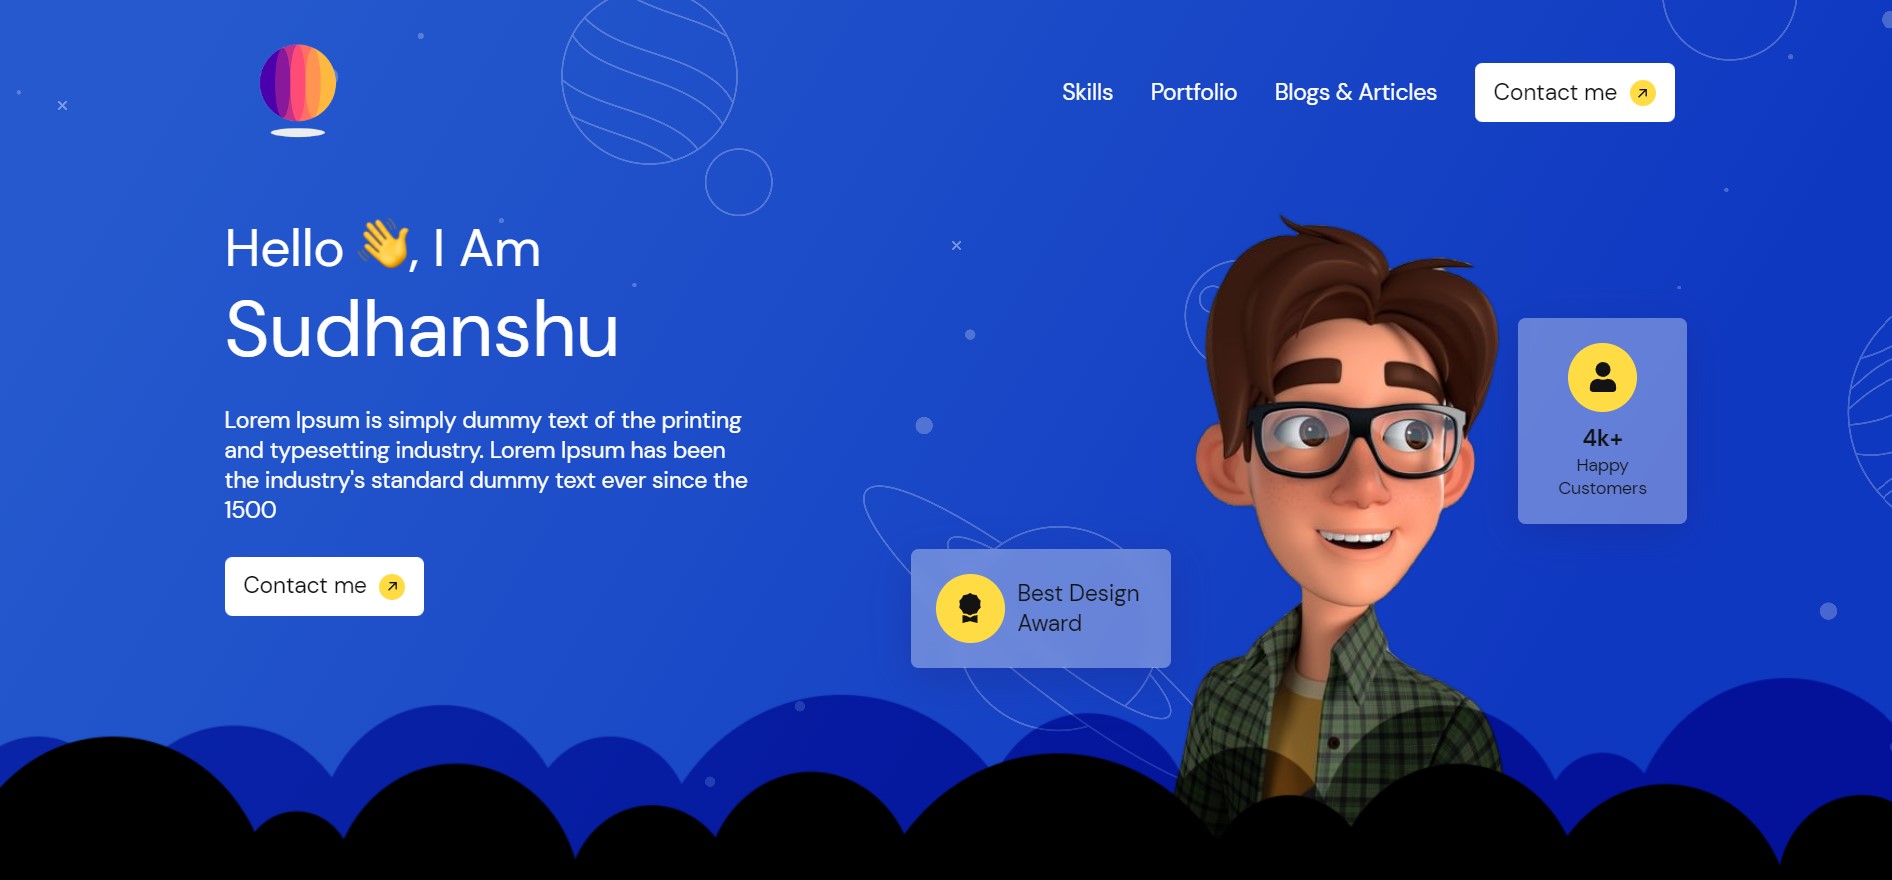 Skills Portfolio Blogs & Articles Contact me
Hello 👋, I Am
Sudhanshu
Lorem Ipsum is simply dummy text of the printing
and typesetting industry. Lorem Ipsum has been
the industry's standard dummy text ever since the
1500
Contact me
Best Design
Award
4k+
Happy
Customers